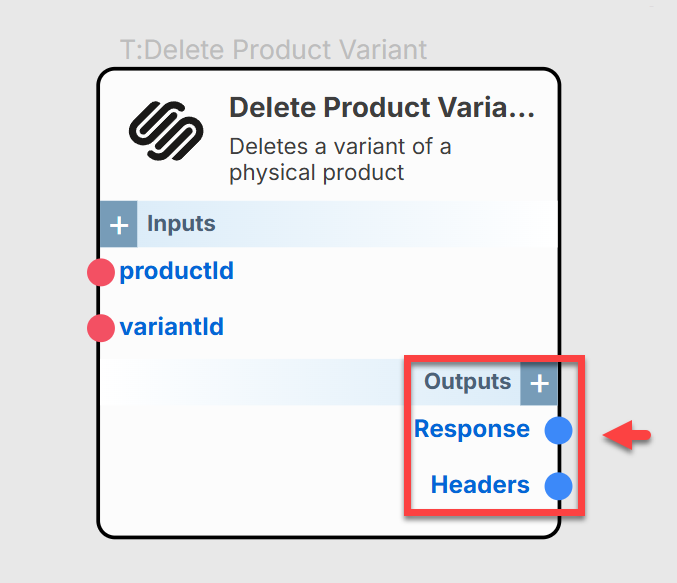 T:Delete Product Variant
Delete Product Varia...
Deletes a variant of a
physical product
+ Inputs
productId
variantId
Outputs +
Response
Headers